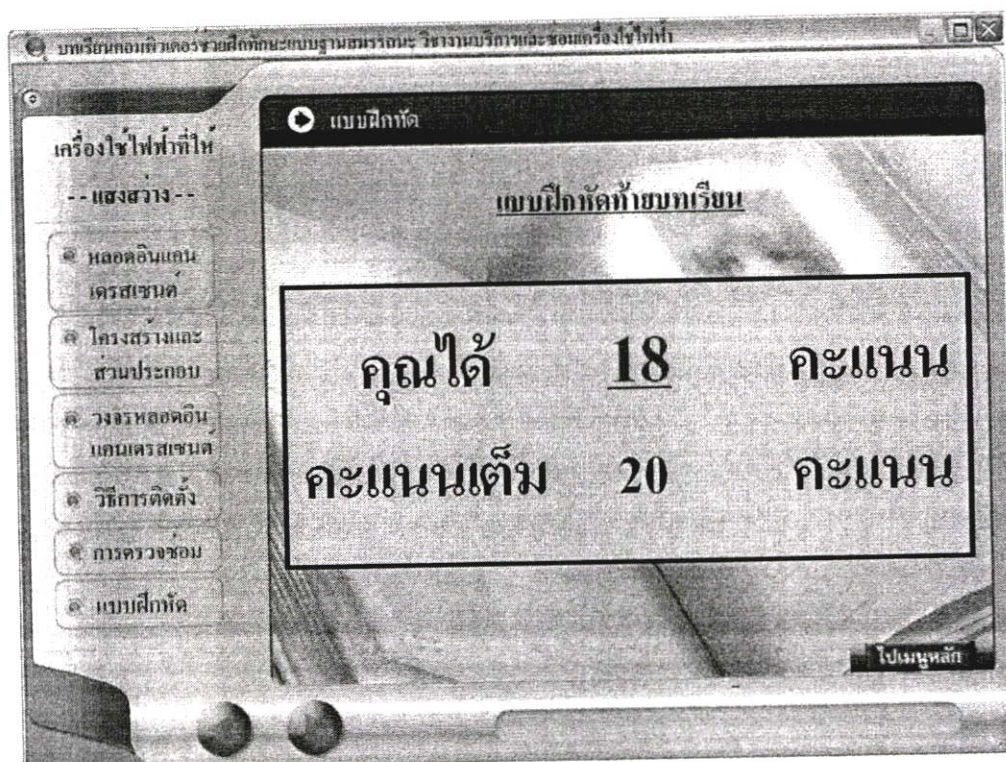 บทเรียนคอมพิวเตอร์ช่วยฝึกทักษะแบบฐานสมรรถนะ วิชางานบริการและซ่อมเครื่องใช้ไฟฟ้า
เครื่องใช้ไฟฟ้าที่ให้
- - แสงสว่าง - -
หลอดอินแคน
เดรสเซนต์
โครงสร้างและ
ส่วนประกอบ
วงจรหลอดอิน
แคนเดรสเซนต์
วิธีการติดตั้ง
การตรวจซ่อม
แบบฝึกหัด
แบบฝึกหัด
แบบฝึกหัดท้ายบทเรียน
คุณได้ 18 คะแนน
คะแนนเต็ม 20 คะแนน
ไปเมนูหลัก